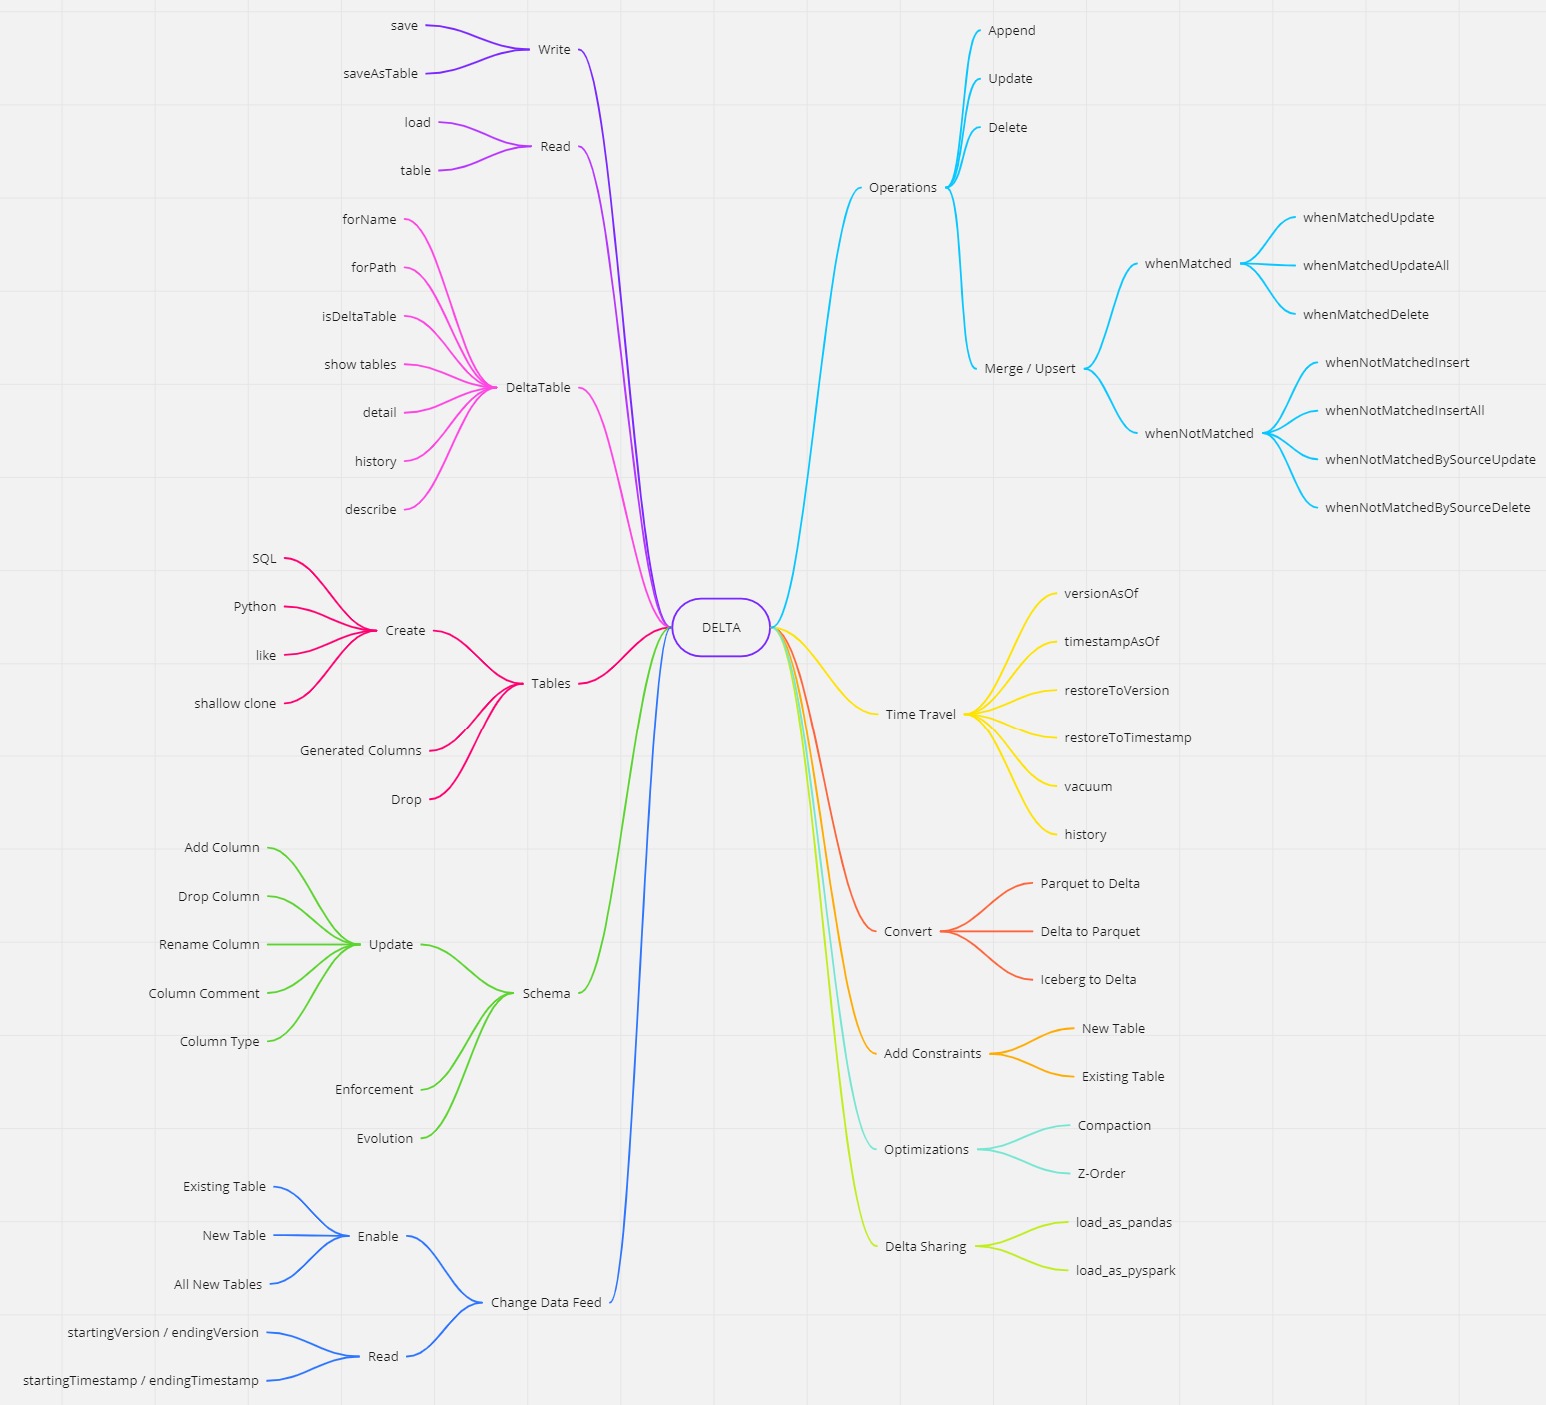 save
saveAsTable
Write
load
table
Read
forName
forPath
isDeltaTable
show tables
detail
history
describe
DeltaTable
SQL
Python
like
shallow clone
Create
Generated Columns
Drop
Tables
Add Column
Drop Column
Rename Column
Column Comment
Column Type
Update
Enforcement
Evolution
Schema
Existing Table
New Table
All New Tables
Enable
startingVersion / endingVersion
startingTimestamp / endingTimestamp
Read
Change Data Feed
DELTA
Operations
Append
Update
Delete
Merge / Upsert
whenMatched
whenMatchedUpdate
whenMatchedUpdateAll
whenMatchedDelete
whenNotMatched
whenNotMatchedInsert
whenNotMatchedInsertAll
whenNotMatchedBySourceUpdate
whenNotMatchedBySourceDelete
Time Travel
versionAsOf
timestampAsOf
restoreToVersion
restoreToTimestamp
vacuum
history
Convert
Parquet to Delta
Delta to Parquet
Iceberg to Delta
Add Constraints
New Table
Existing Table
Optimizations
Compaction
Z-Order
Delta Sharing
load_as_pandas
load_as_pyspark